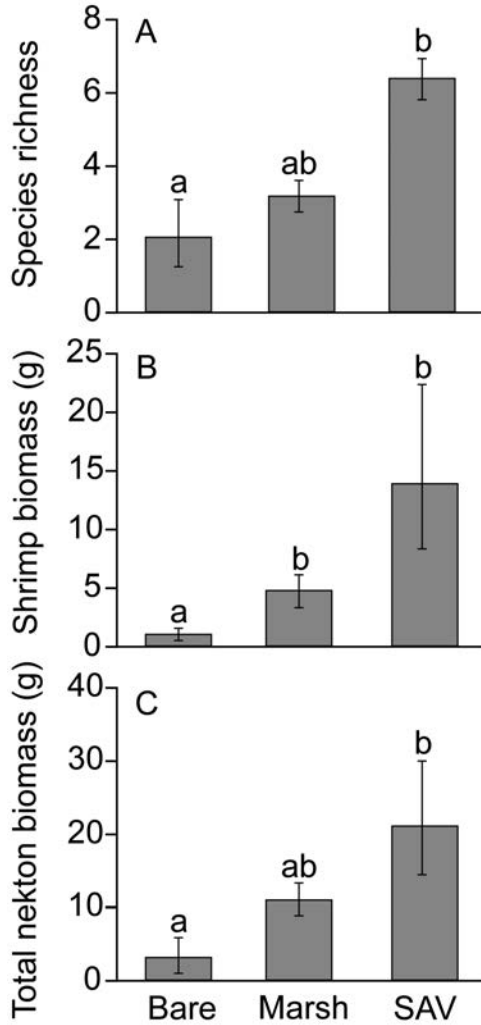 A
Species richness
8
6
4
2
0
a
ab
b
B
Shrimp biomass (g)
25
20
15
10
5
0
a
b
b
C
Total nekton biomass (g)
40
30
20
10
0
a
ab
b
Bare Marsh SAV